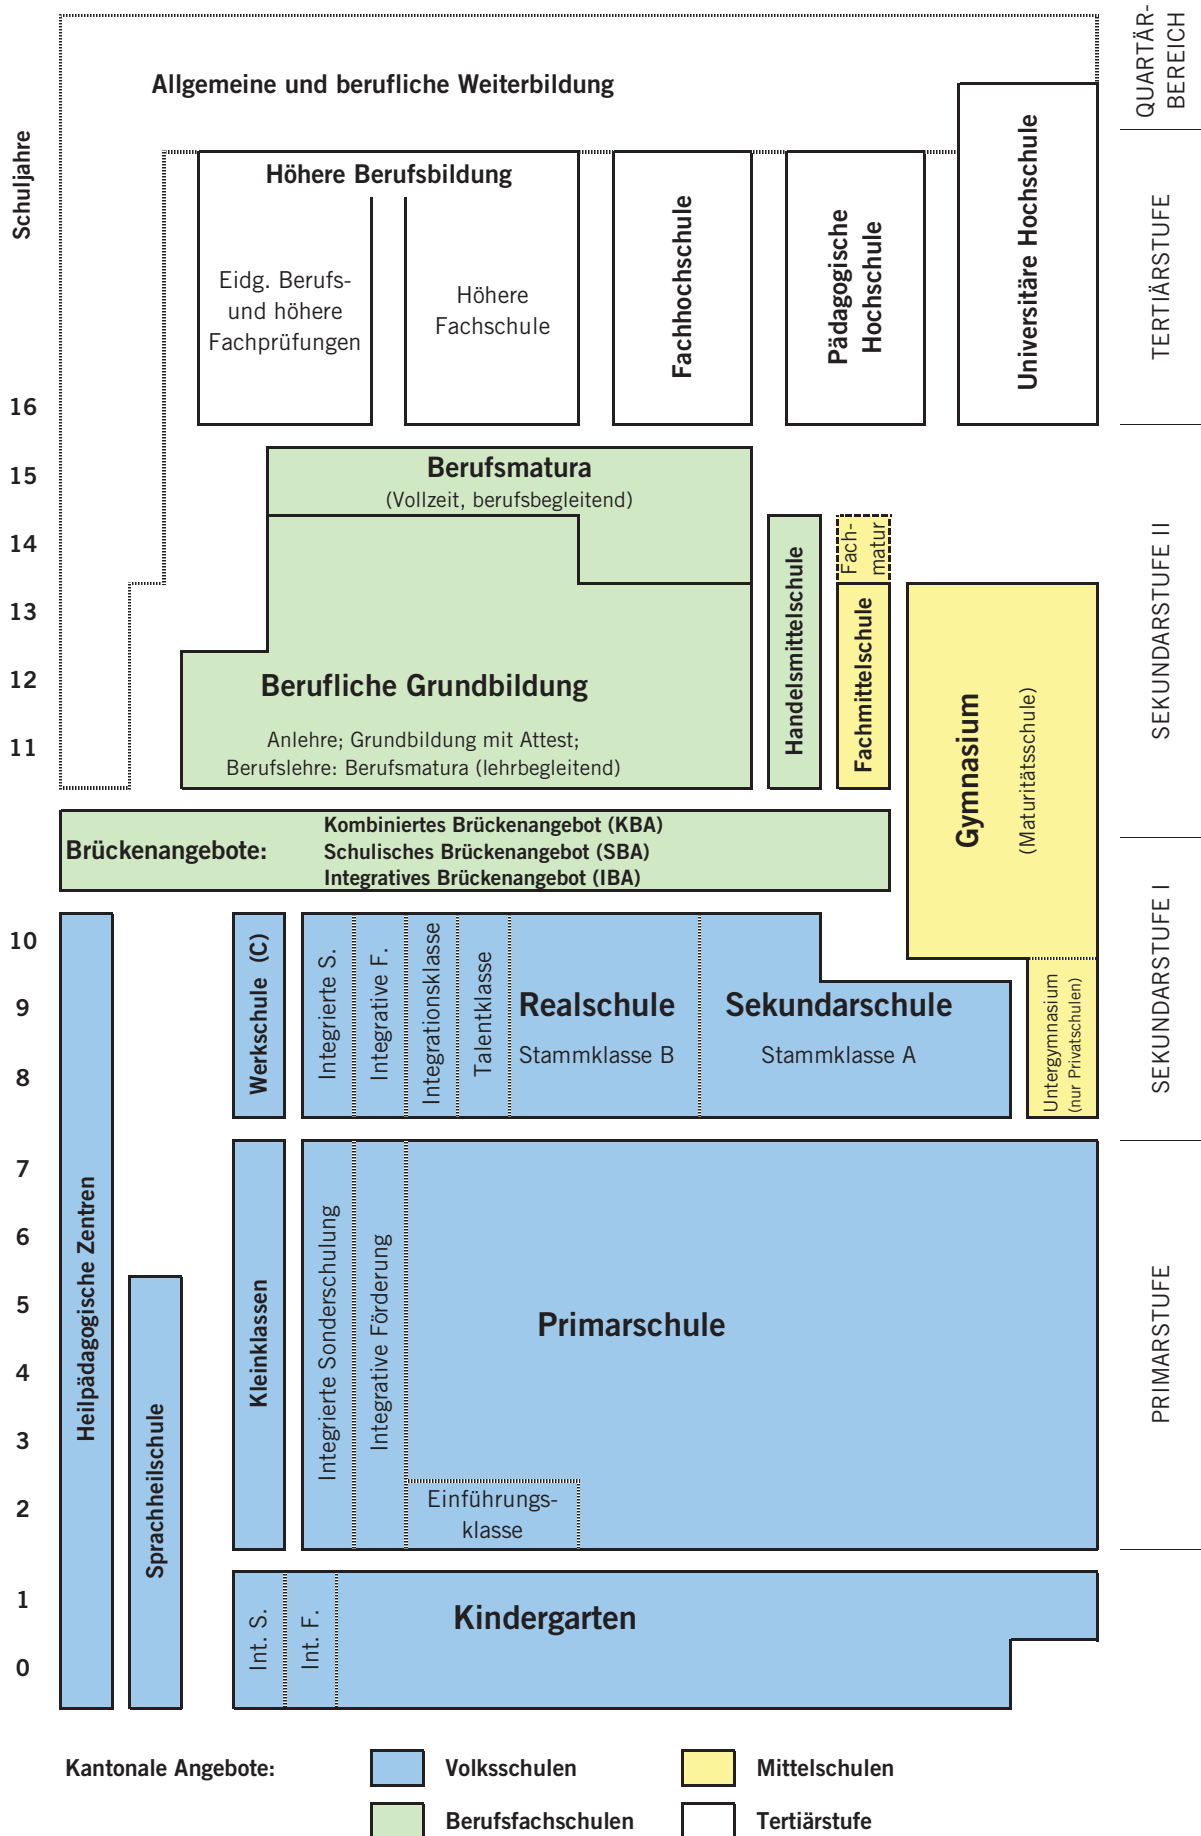 QUARTÄR-
BEREICH
Allgemeine und berufliche Weiterbildung
Schuljahre
Höhere Berufsbildung
Eidg. Berufs-
und höhere
Fachprüfungen
Höhere
Fachschule
Fachhochschule
Pädagogische
Hochschule
Universitäre Hochschule
TERTIÄRSTUFE
16
15
14
13
12
11
Berufsmatura
(Vollzeit, berufsbegleitend)
Berufliche Grundbildung
Anlehre; Grundbildung mit Attest;
Berufslehre: Berufsmatura (lehrbegleitend)
Handelsmittelschule
Fach-
matur
Fachmittelschule
Gymnasium
(Maturitätsschule)
SEKUNDARSTUFE II
Brückenangebote:
Kombiniertes Brückenangebot (KBA)
Schulisches Brückenangebot (SBA)
Integratives Brückenangebot (IBA)
10
9
8
Werkschule (C)
Integrierte S.
Integrative F.
Integrationsklasse
Talentklasse
Realschule
Stammklasse B
Sekundarschule
Stammklasse A
Untergymnasium
(nur Privatschulen)
SEKUNDARSTUFE I
7
6
5
4
3
2
Heilpädagogische Zentren
Sprachheilschule
Kleinklassen
Integrierte Sonderschulung
Integrative Förderung
Primarschule
Einführungs-
klasse
PRIMARSTUFE
1
0
Int. S.
Int. F.
Kindergarten
Kantonale Angebote:
Volksschulen
Mittelschulen
Berufsfachschulen
Tertiärstufe